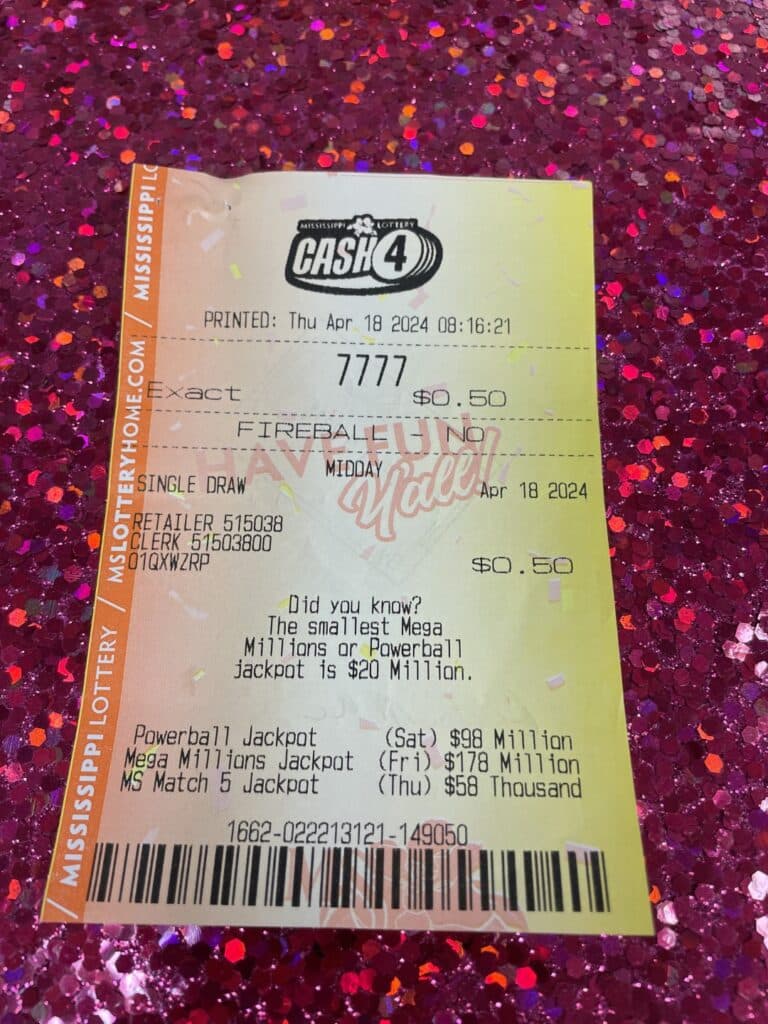 MISSISSIPPI LOTTERY
CASH 4
PRINTED: Thu Apr 18 2024 08:16:21
7777
Exact $0.50
FIREBALL - NO
HAVE FUN
Y'all!
MIDDAY
SINGLE DRAW Apr 18 2024
RETAILER 515038
CLERK 51503800
01QXWZRP $0.50
Did you know?
The smallest Mega
Millions or Powerball
jackpot is $20 Million.
Powerball Jackpot (Sat) $98 Million
Mega Millions Jackpot (Fri) $178 Million
MS Match 5 Jackpot (Thu) $58 Thousand
1662-022213121-149050
/ MISSISSIPPI LOTTERY / MSLOTTERYHOME.COM / MISSISSIPPI LO